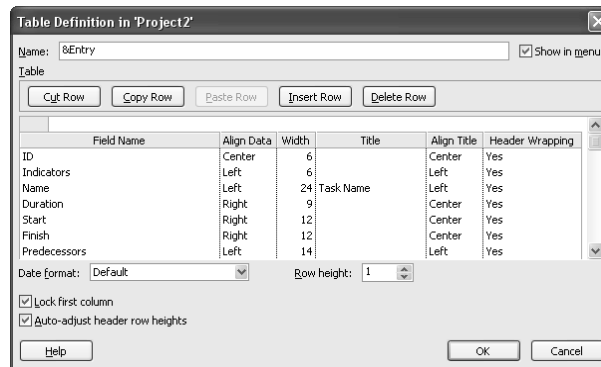 Table Definition in 'Project2'
Name: &Entry Show in menu
Table
Cut Row Copy Row Paste Row Insert Row Delete Row
Field Name Align Data Width Title Align Title Header Wrapping
ID Center 6 Center Yes
Indicators Left 6 Left Yes
Name Left 24 Task Name Left Yes
Duration Right 9 Center Yes
Start Right 12 Center Yes
Finish Right 12 Center Yes
Predecessors Left 14 Left Yes
Date format: Default Row height: 1
Lock first column
Auto-adjust header row heights
Help OK Cancel